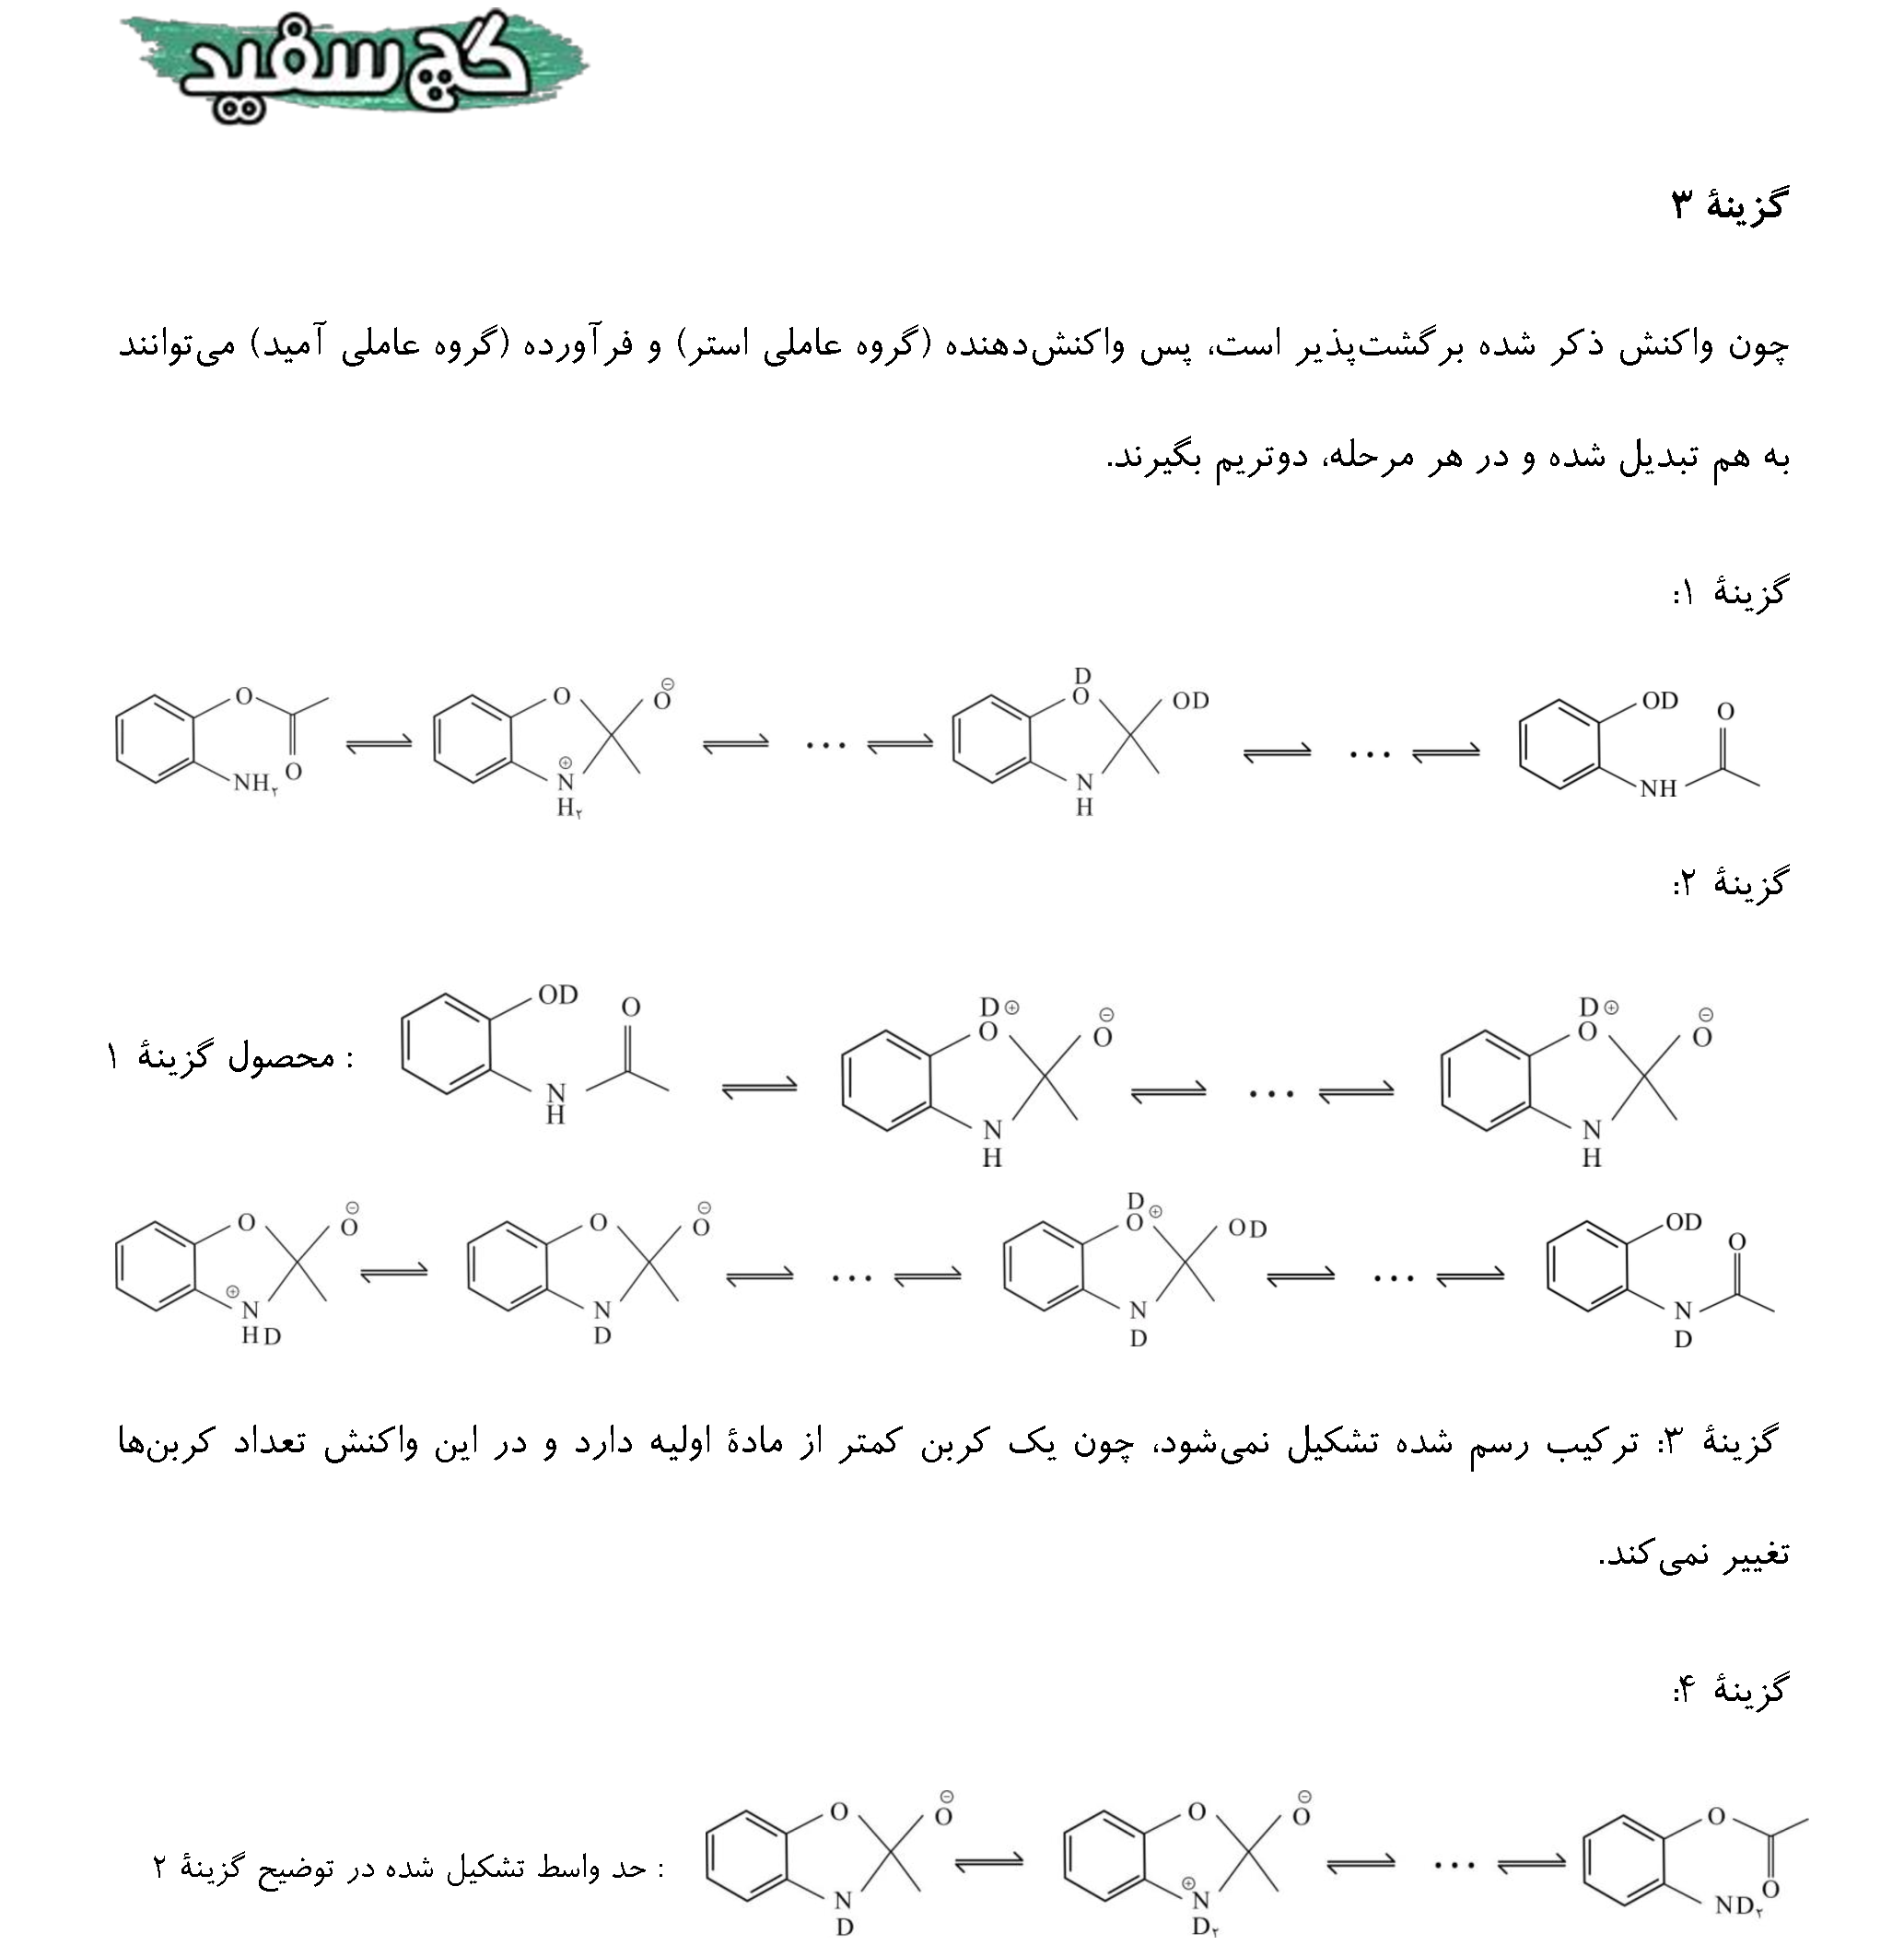 گچ سفید
گزینهٔ ۳
چون واکنش ذکر شده برگشت‌پذیر است، پس واکنش‌دهنده (گروه عاملی استر) و فرآورده (گروه عاملی آمید) می‌توانند
به هم تبدیل شده و در هر مرحله، دوتریم بگیرند.
گزینهٔ ۱:
O O NH۲ O O⊖ ⊕N H۲ ... D O OD N H ... OD O NH
گزینهٔ ۲:
محصول گزینهٔ ۱ : OD O N H D⊕ O O⊖ N H ... D⊕ O O⊖ N H
O O⊖ ⊕N HD O O⊖ N D ... D O⊕ OD N D ... OD O N D
گزینهٔ ۳: ترکیب رسم شده تشکیل نمی‌شود، چون یک کربن کمتر از مادهٔ اولیه دارد و در این واکنش تعداد کربن‌ها
تغییر نمی‌کند.
گزینهٔ ۴:
حد واسط تشکیل شده در توضیح گزینهٔ ۲ : O O⊖ N D O O⊖ ⊕N D۲ ... O O ND۲